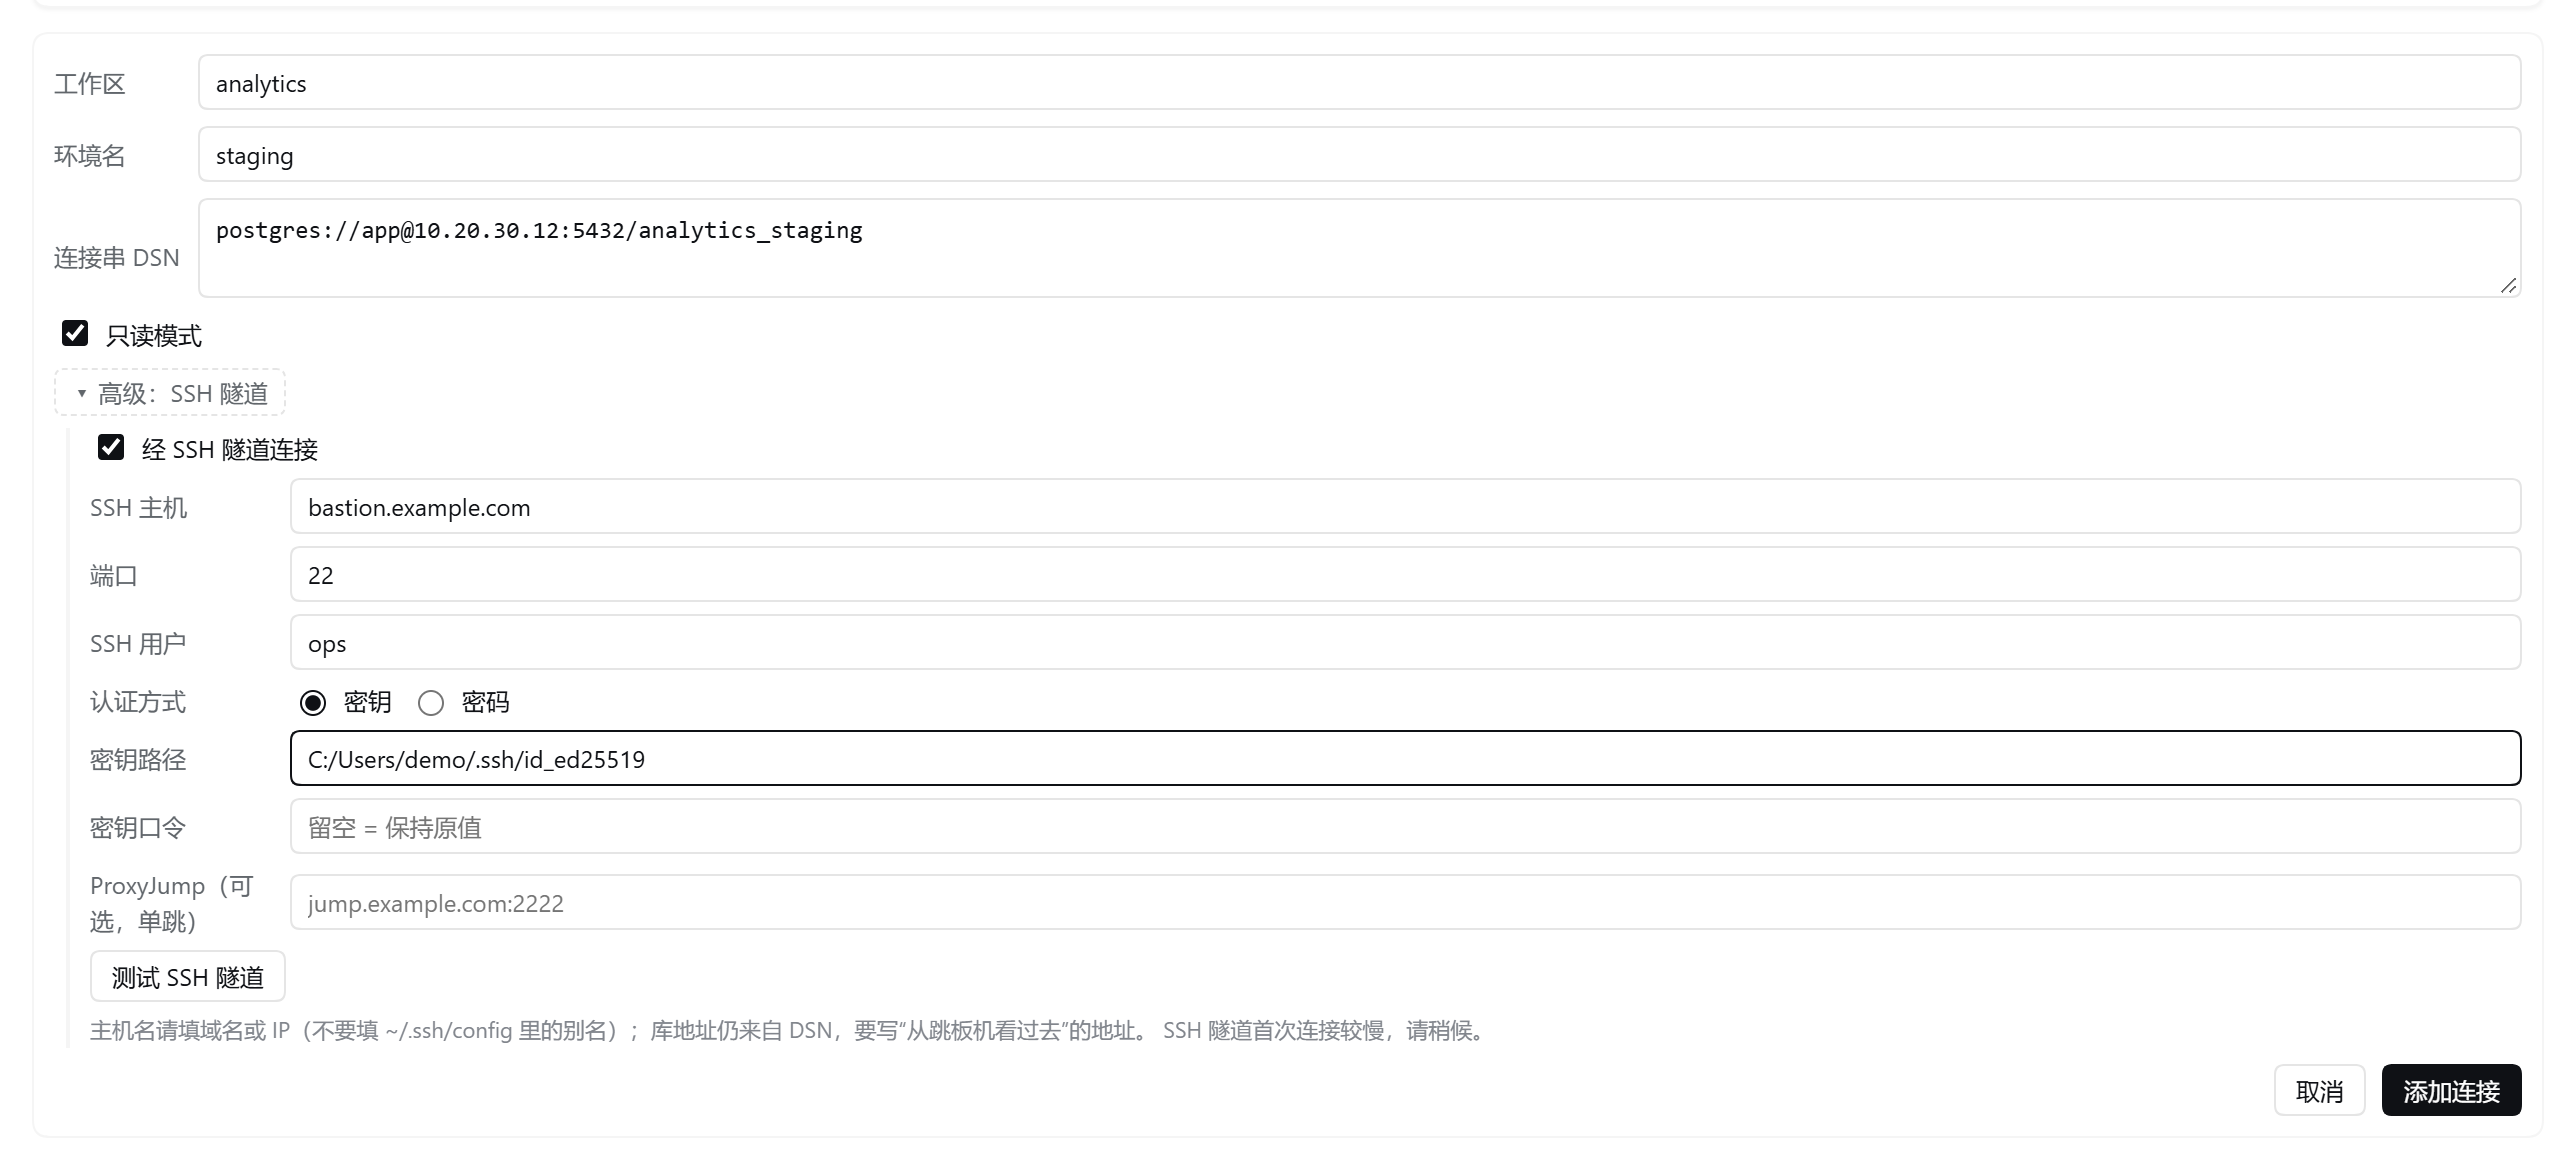 工作区
analytics
环境名
staging
连接串 DSN
postgres://app@10.20.30.12:5432/analytics_staging
只读模式
▾ 高级：SSH 隧道
经 SSH 隧道连接
SSH 主机
bastion.example.com
端口
22
SSH 用户
ops
认证方式
密钥
密码
密钥路径
C:/Users/demo/.ssh/id_ed25519
密钥口令
留空 = 保持原值
ProxyJump（可
选，单跳）
jump.example.com:2222
测试 SSH 隧道
主机名请填域名或 IP（不要填 ~/.ssh/config 里的别名）；库地址仍来自 DSN，要写“从跳板机看过去”的地址。 SSH 隧道首次连接较慢，请稍候。
取消
添加连接